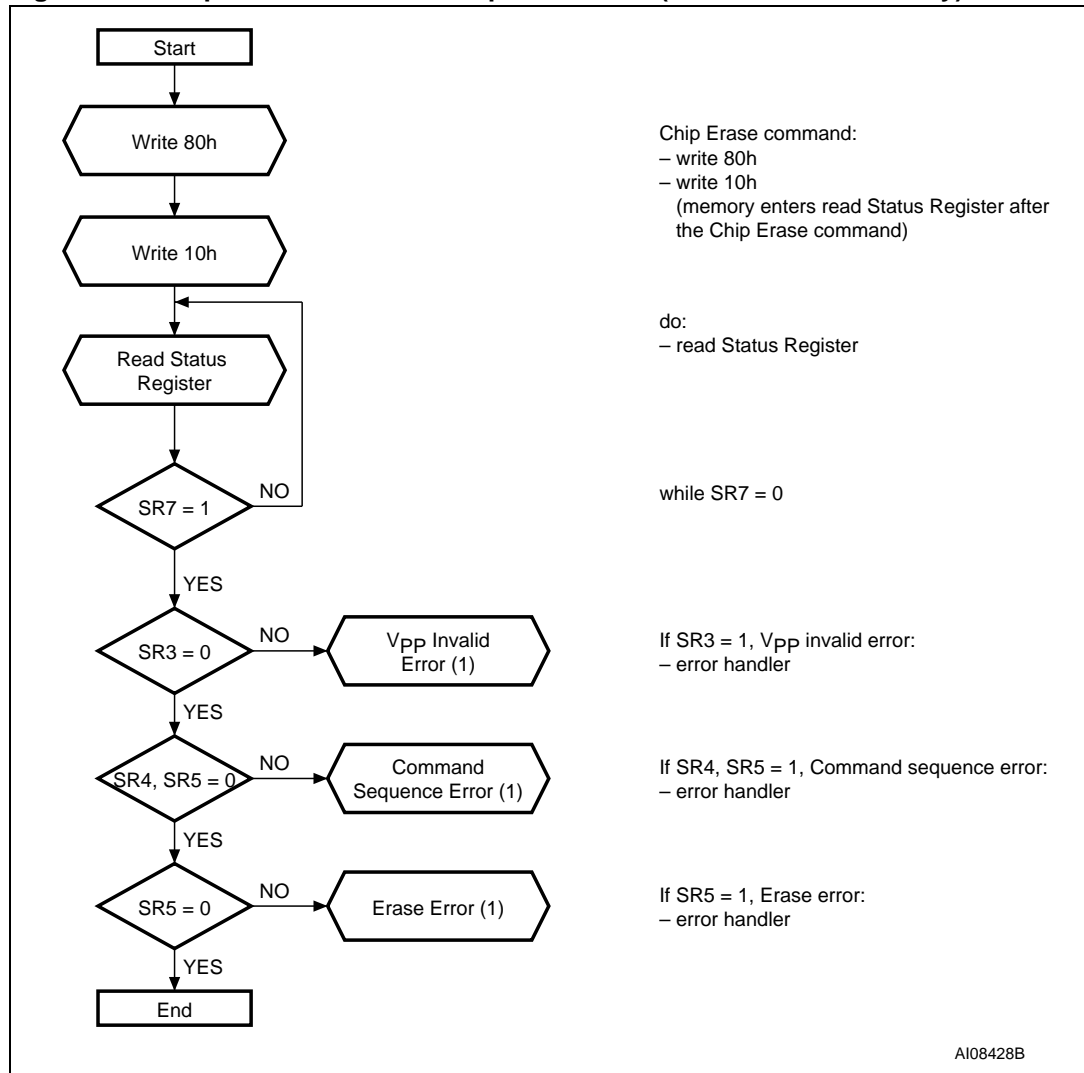 Start
Write 80h
Chip Erase command:
– write 80h
– write 10h
(memory enters read Status Register after
the Chip Erase command)
Write 10h
do:
– read Status Register
Read Status
Register
SR7 = 1
NO
while SR7 = 0
YES
SR3 = 0
NO
VPP Invalid
Error (1)
If SR3 = 1, VPP invalid error:
– error handler
YES
SR4, SR5 = 0
NO
Command
Sequence Error (1)
If SR4, SR5 = 1, Command sequence error:
– error handler
YES
SR5 = 0
NO
Erase Error (1)
If SR5 = 1, Erase error:
– error handler
YES
End
AI08428B